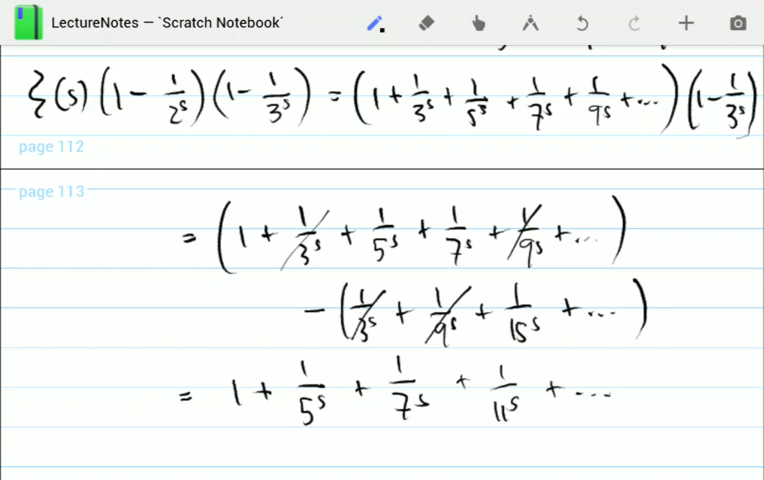 LectureNotes — `Scratch Notebook´
ζ(s)(1 - 1/2^s)(1 - 1/3^s) = (1 + 1/3^s + 1/5^s + 1/7^s + 1/9^s + ...)(1 - 1/3^s)
page 112
page 113
= (1 + 1/3^s + 1/5^s + 1/7^s + 1/9^s + ...)
- (1/3^s + 1/9^s + 1/15^s + ...)
= 1 + 1/5^s + 1/7^s + 1/11^s + ...